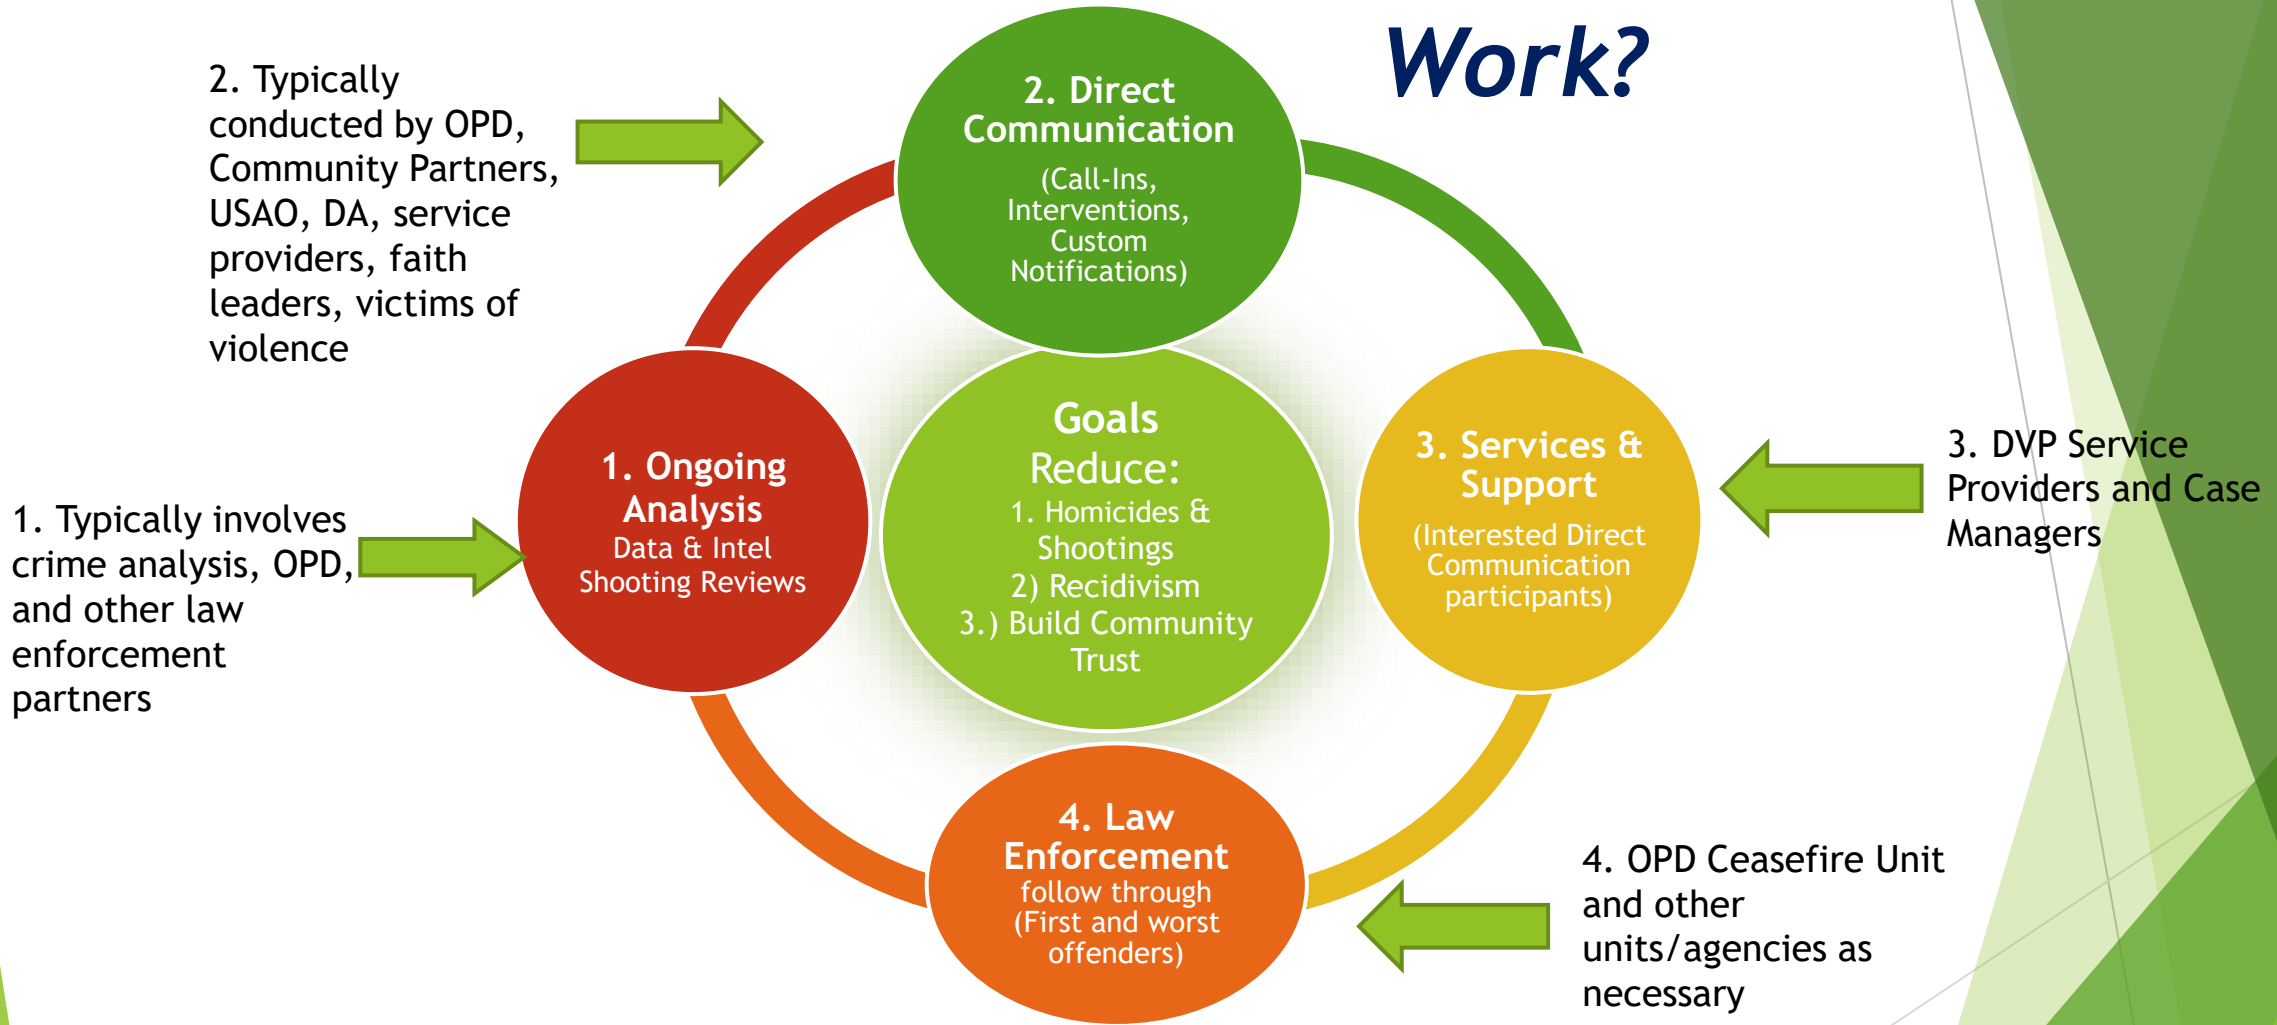 Work?
2. Typically
conducted by OPD,
Community Partners,
USAO, DA, service
providers, faith
leaders, victims of
violence
2. Direct
Communication
(Call-Ins,
Interventions,
Custom
Notifications)
1. Typically involves
crime analysis, OPD,
and other law
enforcement
partners
1. Ongoing
Analysis
Data & Intel
Shooting Reviews
Goals
Reduce:
1. Homicides &
Shootings
2) Recidivism
3.) Build Community
Trust
3. Services &
Support
(Interested Direct
Communication
participants)
3. DVP Service
Providers and Case
Managers
4. Law
Enforcement
follow through
(First and worst
offenders)
4. OPD Ceasefire Unit
and other
units/agencies as
necessary